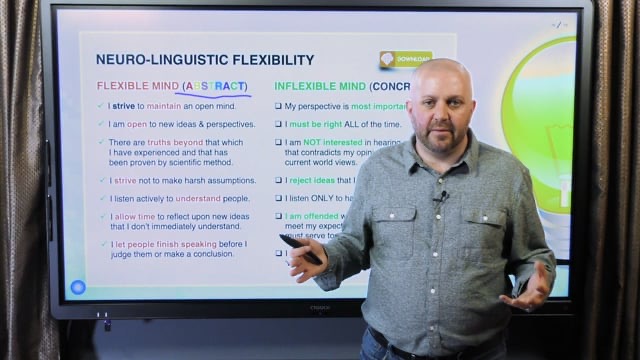 NEURO-LINGUISTIC FLEXIBILITY
DOWNLOAD
FLEXIBLE MIND (ABSTRACT)
I strive to maintain an open mind.
I am open to new ideas & perspectives.
There are truths beyond that which
I have experienced and that has
been proven by scientific method.
I strive not to make harsh assumptions.
I listen actively to understand people.
I allow time to reflect upon new ideas
that I don't immediately understand.
I let people finish speaking before I
judge them or make a conclusion.
INFLEXIBLE MIND (CONCR
My perspective is most importa
I must be right ALL of the time.
I am NOT interested in hearing
that contradicts my opin
current world views.
I reject ideas that I
I listen ONLY to ha
I am offended w
meet my expect
must serve to
I